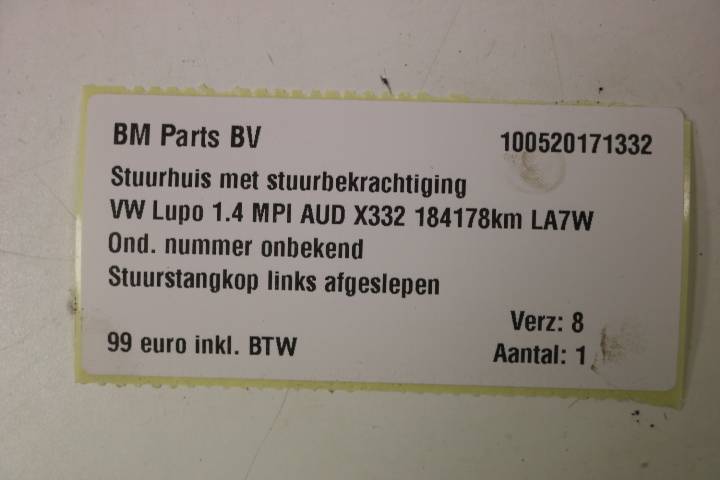 BM Parts BV 100520171332
Stuurhuis met stuurbekrachtiging
VW Lupo 1.4 MPI AUD X332 184178km LA7W
Ond. nummer onbekend
Stuurstangkop links afgeslepen
Verz: 8
99 euro inkl. BTW Aantal: 1